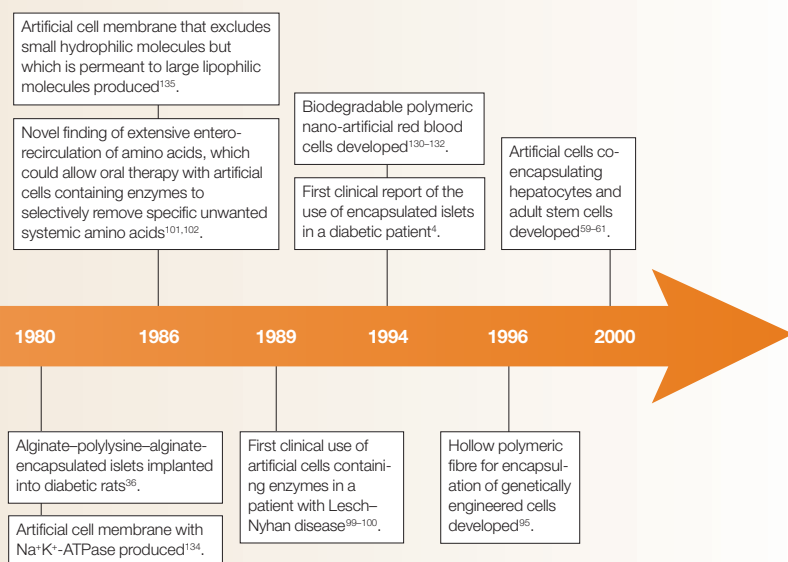 Artificial cell membrane that excludes
small hydrophilic molecules but
which is permeant to large lipophilic
molecules produced¹³⁵.
Novel finding of extensive entero-
recirculation of amino acids, which
could allow oral therapy with artificial
cells containing enzymes to
selectively remove specific unwanted
systemic amino acids¹⁰¹,¹⁰².
Biodegradable polymeric
nano-artificial red blood
cells developed¹³⁰⁻¹³².
First clinical report of the
use of encapsulated islets
in a diabetic patient⁴.
Artificial cells co-
encapsulating
hepatocytes and
adult stem cells
developed⁵⁹⁻⁶¹.
1980
1986
1989
1994
1996
2000
Alginate–polylysine–alginate-
encapsulated islets implanted
into diabetic rats³⁶.
Artificial cell membrane with
Na⁺K⁺-ATPase produced¹³⁴.
First clinical use of
artificial cells containi-
ng enzymes in a
patient with Lesch–
Nyhan disease⁹⁹⁻¹⁰⁰.
Hollow polymeric
fibre for encapsul-
ation of genetically
engineered cells
developed⁹⁵.